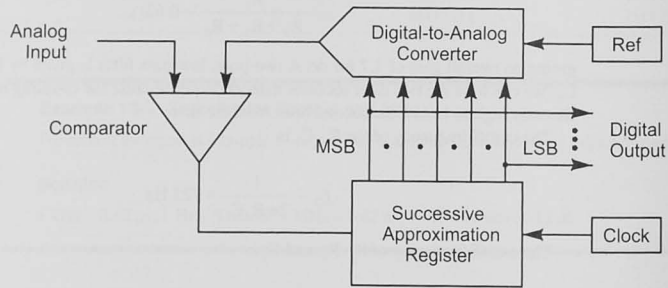 Analog
Input
Digital-to-Analog
Converter
Ref
Comparator
MSB
LSB
Digital
Output
Successive
Approximation
Register
Clock